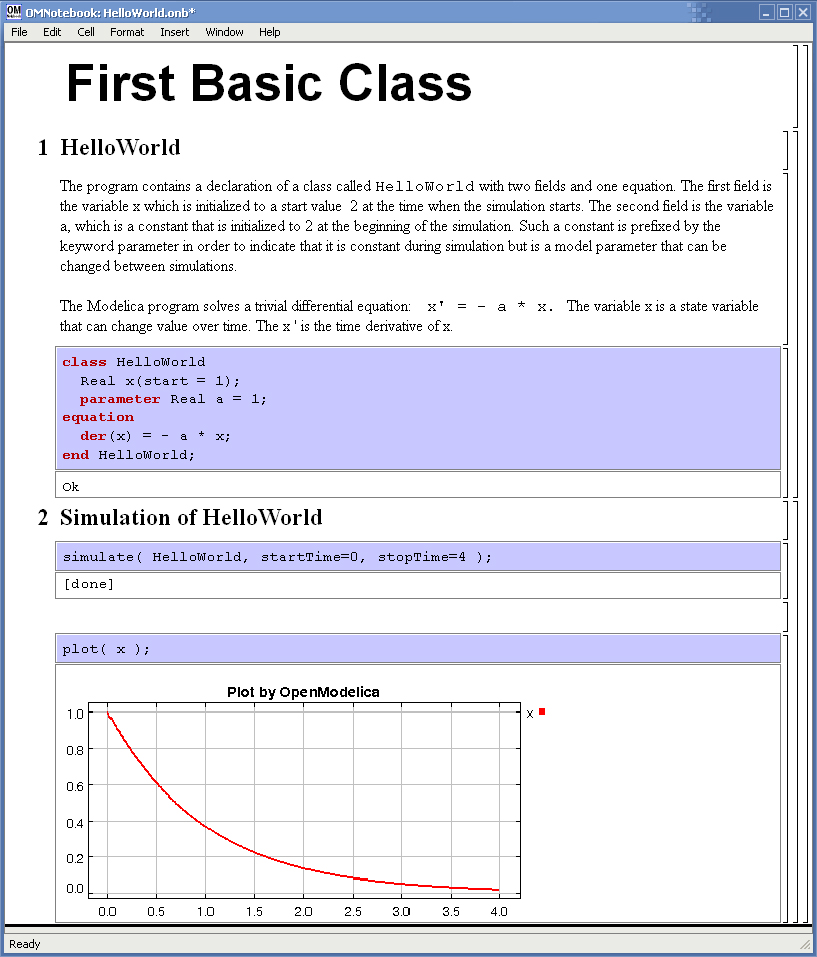 OMNotebook: HelloWorld.onb*
File Edit Cell Format Insert Window Help
First Basic Class
1 HelloWorld
The program contains a declaration of a class called HelloWorld with two fields and one equation. The first field is
the variable x which is initialized to a start value 2 at the time when the simulation starts. The second field is the variable
a, which is a constant that is initialized to 2 at the beginning of the simulation. Such a constant is prefixed by the
keyword parameter in order to indicate that it is constant during simulation but is a model parameter that can be
changed between simulations.
The Modelica program solves a trivial differential equation: x' = - a * x. The variable x is a state variable
that can change value over time. The x ' is the time derivative of x.
class HelloWorld
Real x(start = 1);
parameter Real a = 1;
equation
der(x) = - a * x;
end HelloWorld;
Ok
2 Simulation of HelloWorld
simulate( HelloWorld, startTime=0, stopTime=4 );
[done]
plot( x );
Plot by OpenModelica
x
1.0
0.8
0.6
0.4
0.2
0.0
0.0 0.5 1.0 1.5 2.0 2.5 3.0 3.5 4.0
Ready